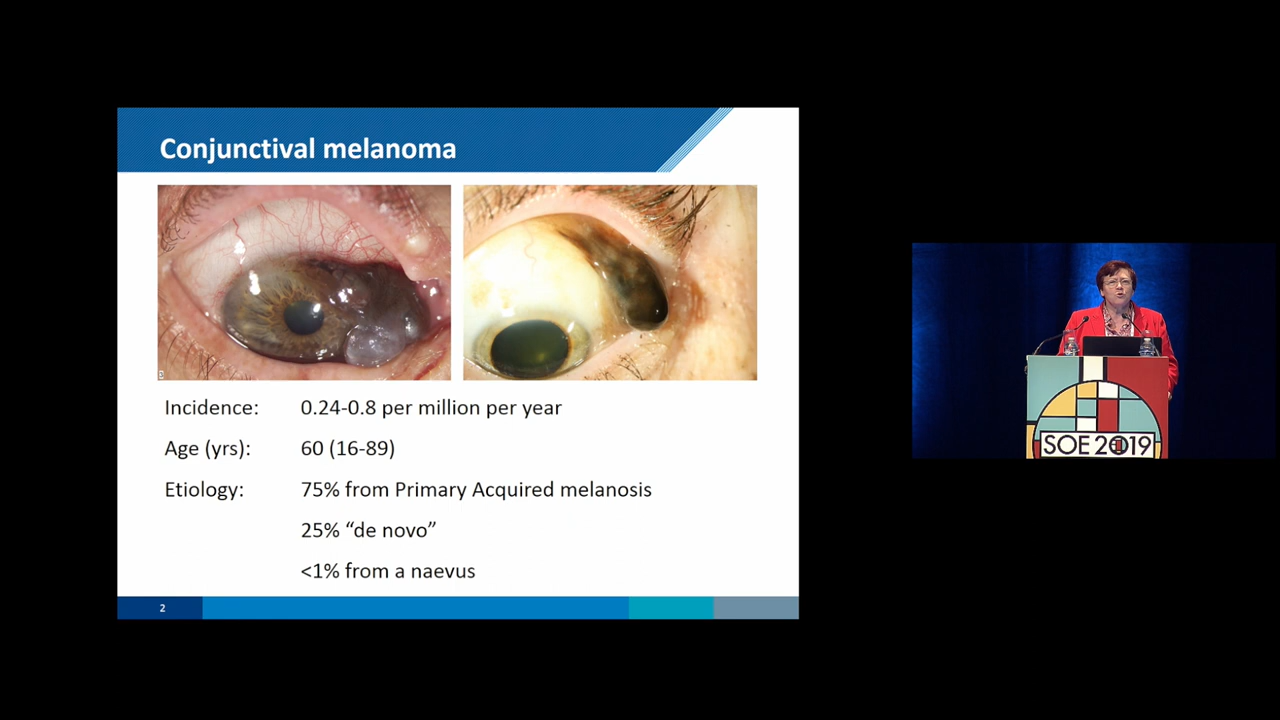 Conjunctival melanoma
Incidence: 0.24-0.8 per million per year
Age (yrs): 60 (16-89)
Etiology: 75% from Primary Acquired melanosis
25% “de novo”
<1% from a naevus
2
SOE 2019